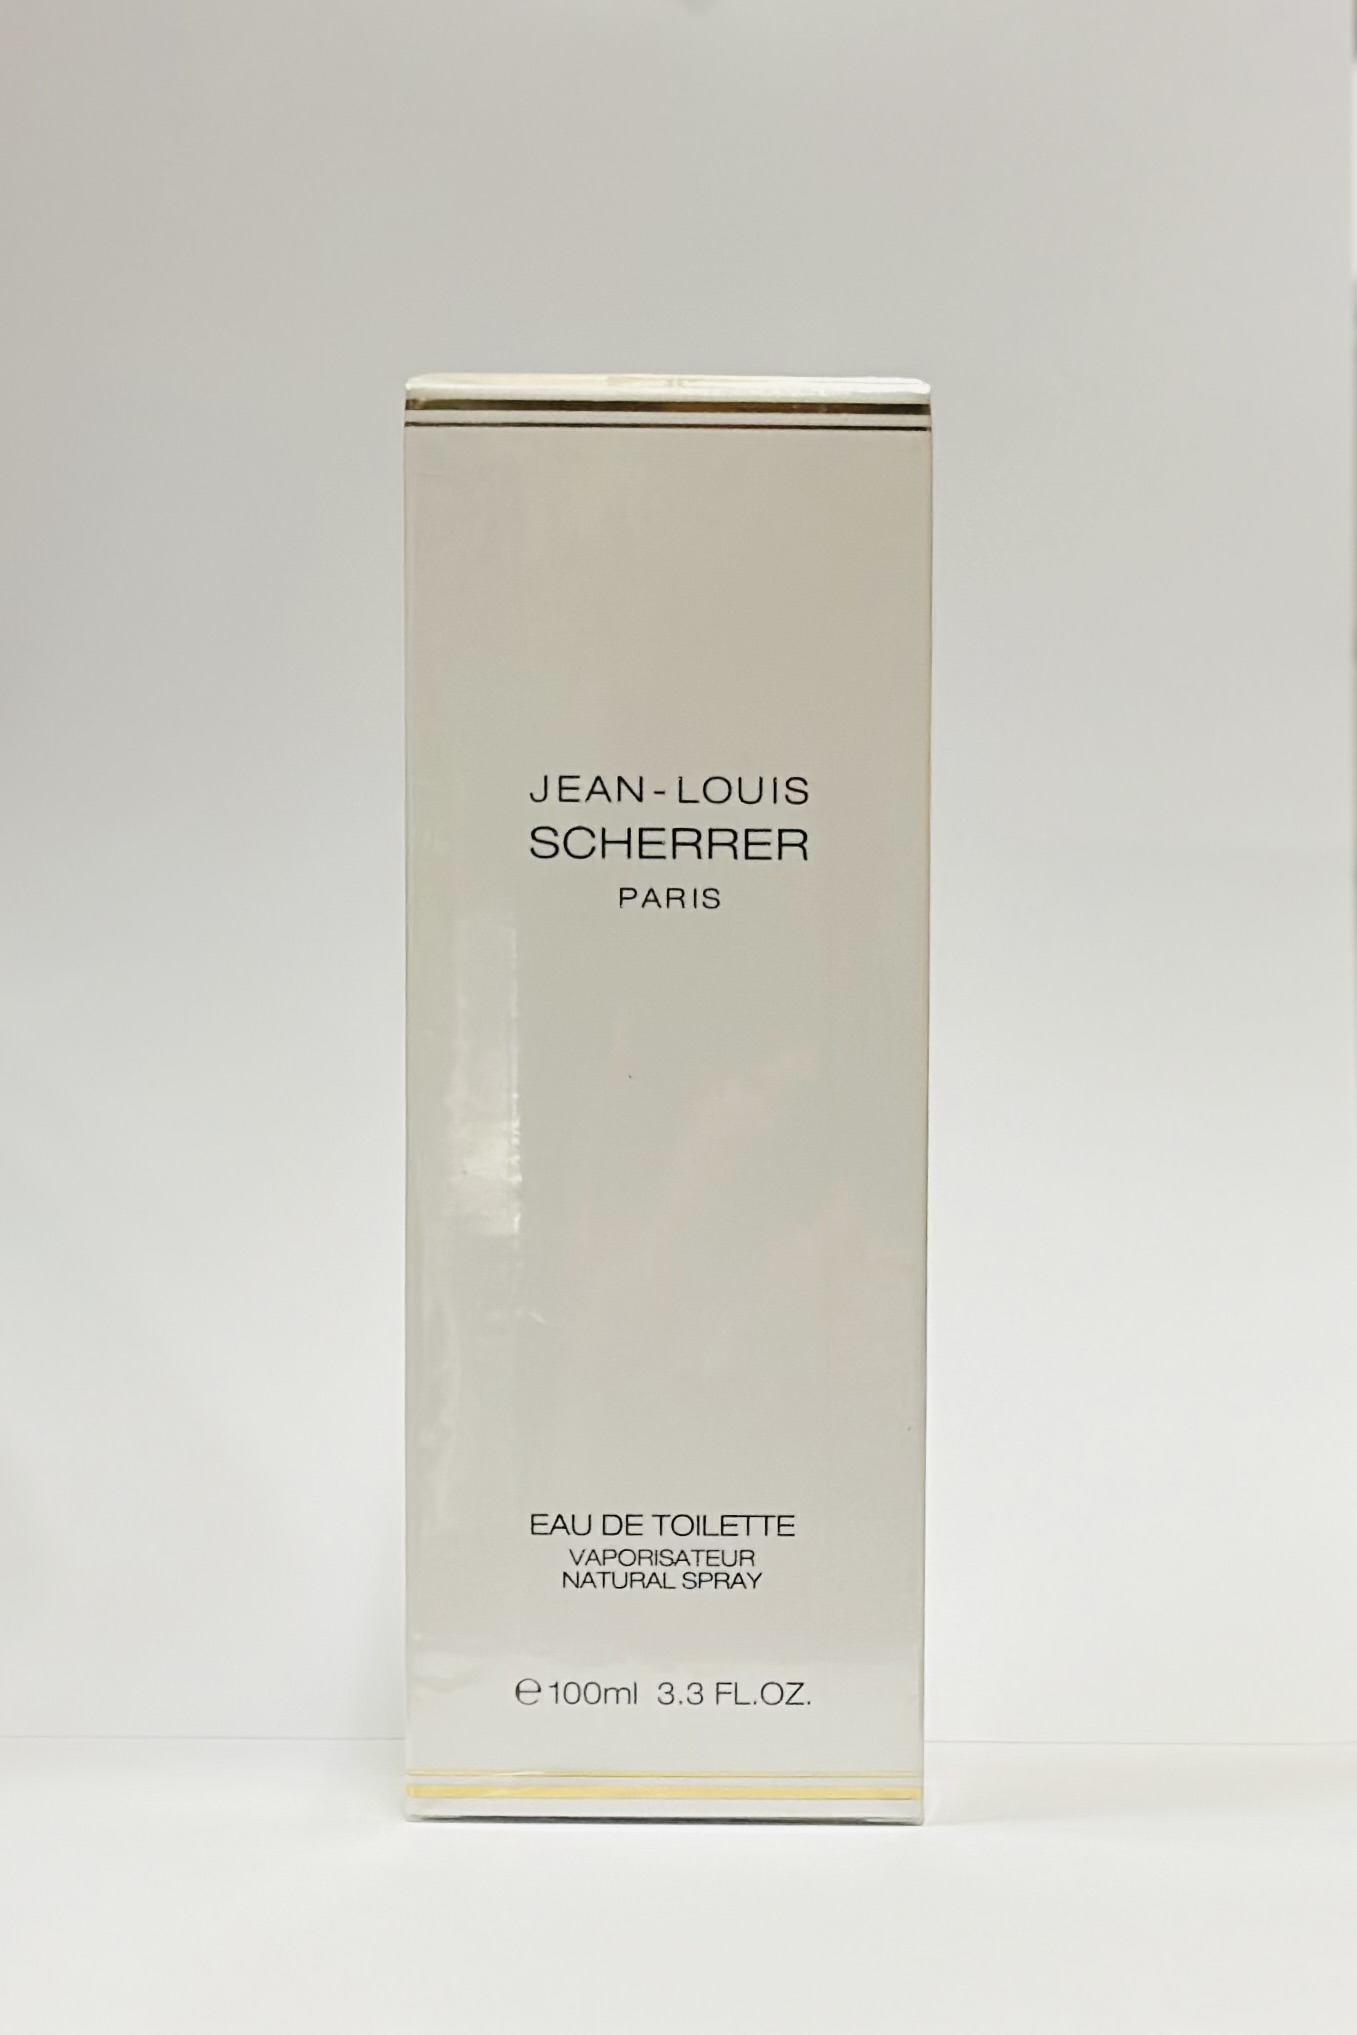 JEAN-LOUIS
SCHERRER
PARIS
EAU DE TOILETTE
VAPORISATEUR
NATURAL SPRAY
℮100ml 3.3 FL.OZ.